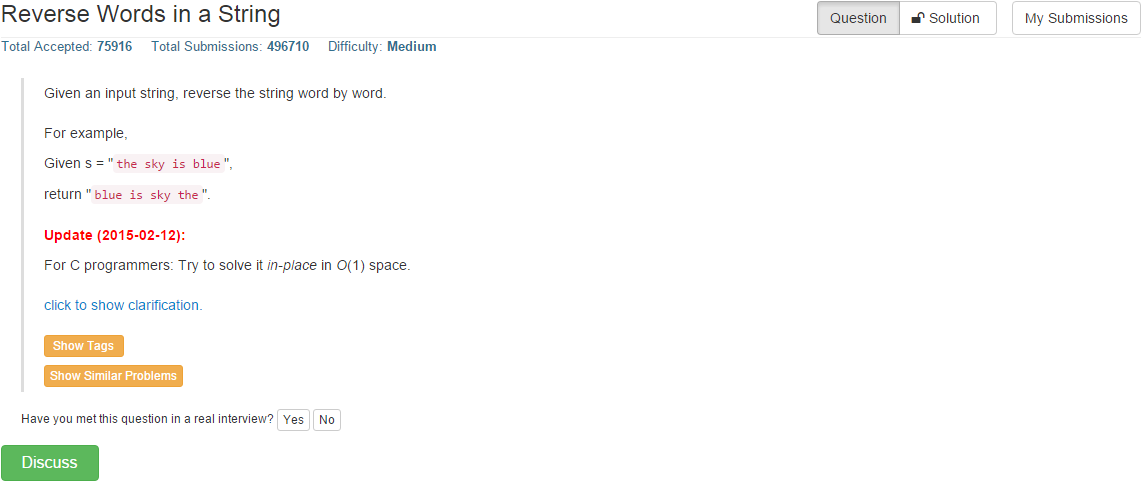 Reverse Words in a String
Question
Solution
My Submissions
Total Accepted: 75916 Total Submissions: 496710 Difficulty: Medium
Given an input string, reverse the string word by word.
For example,
Given s = "the sky is blue",
return "blue is sky the".
Update (2015-02-12):
For C programmers: Try to solve it in-place in O(1) space.
click to show clarification.
Show Tags
Show Similar Problems
Have you met this question in a real interview? Yes No
Discuss